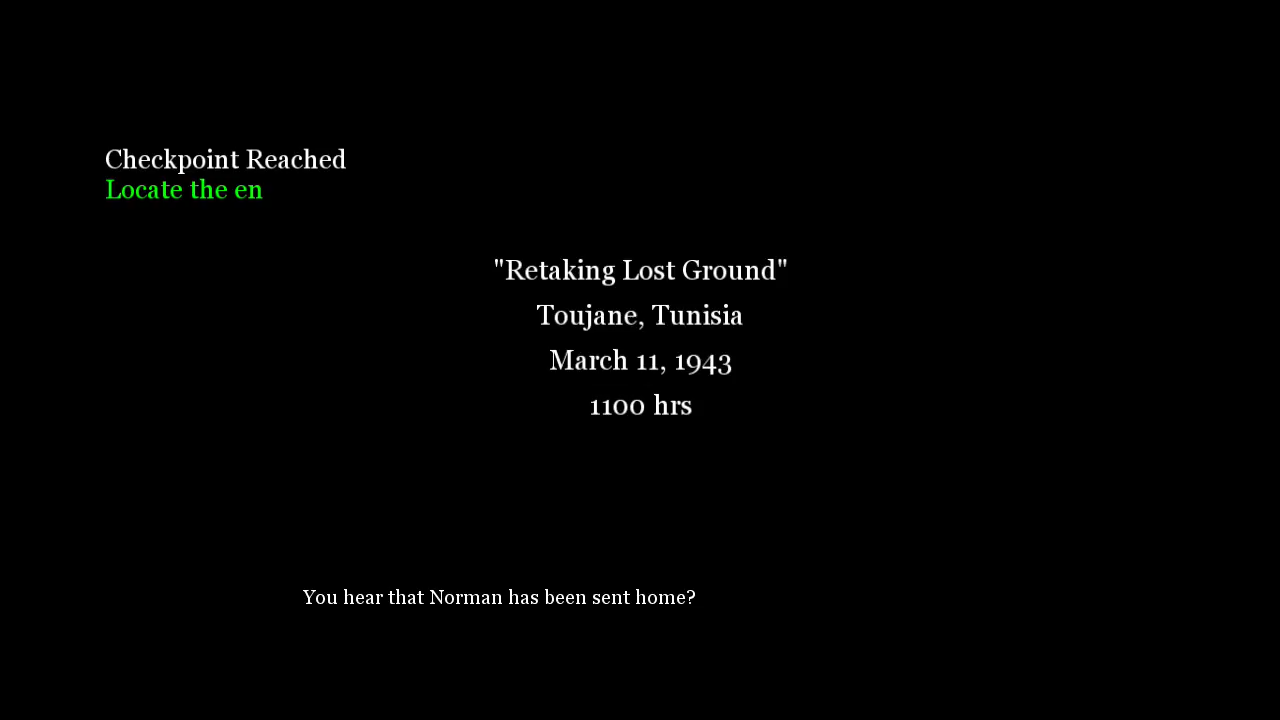 Checkpoint Reached
Locate the en
"Retaking Lost Ground"
Toujane, Tunisia
March 11, 1943
1100 hrs
You hear that Norman has been sent home?